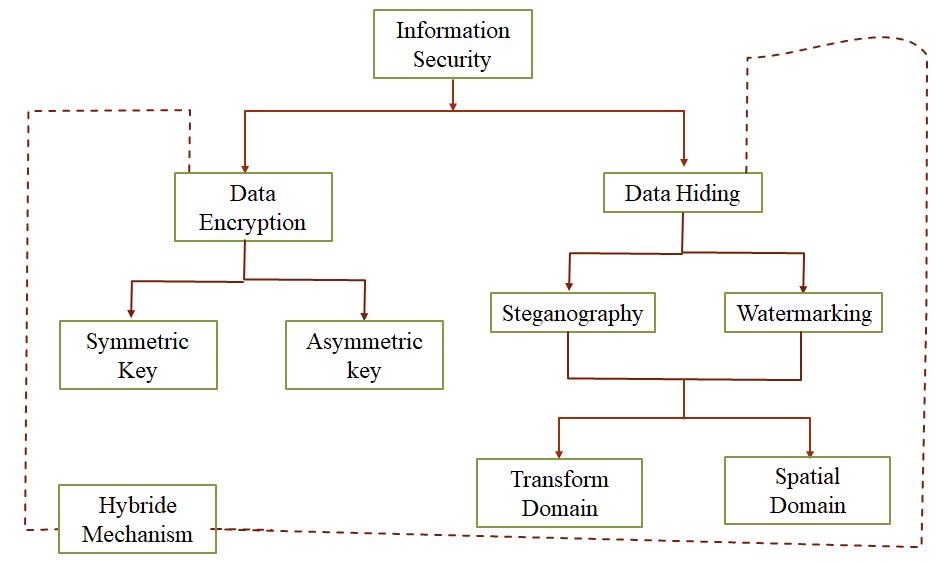 Information
Security
Data
Encryption
Data Hiding
Symmetric
Key
Asymmetric
key
Steganography
Watermarking
Transform
Domain
Spatial
Domain
Hybride
Mechanism